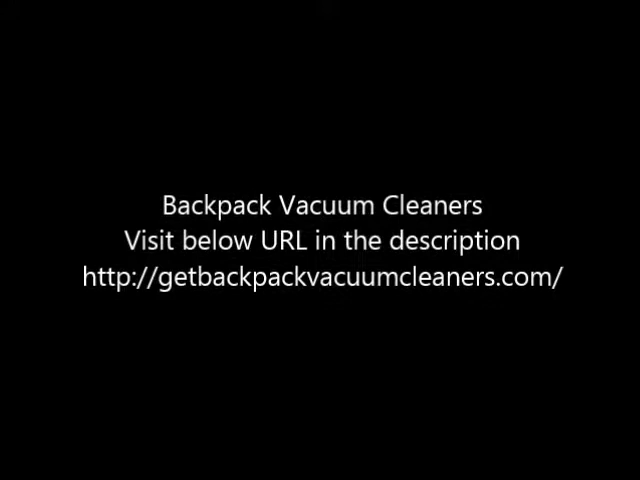 Backpack Vacuum Cleaners
Visit below URL in the description
http://getbackpackvacuumcleaners.com/